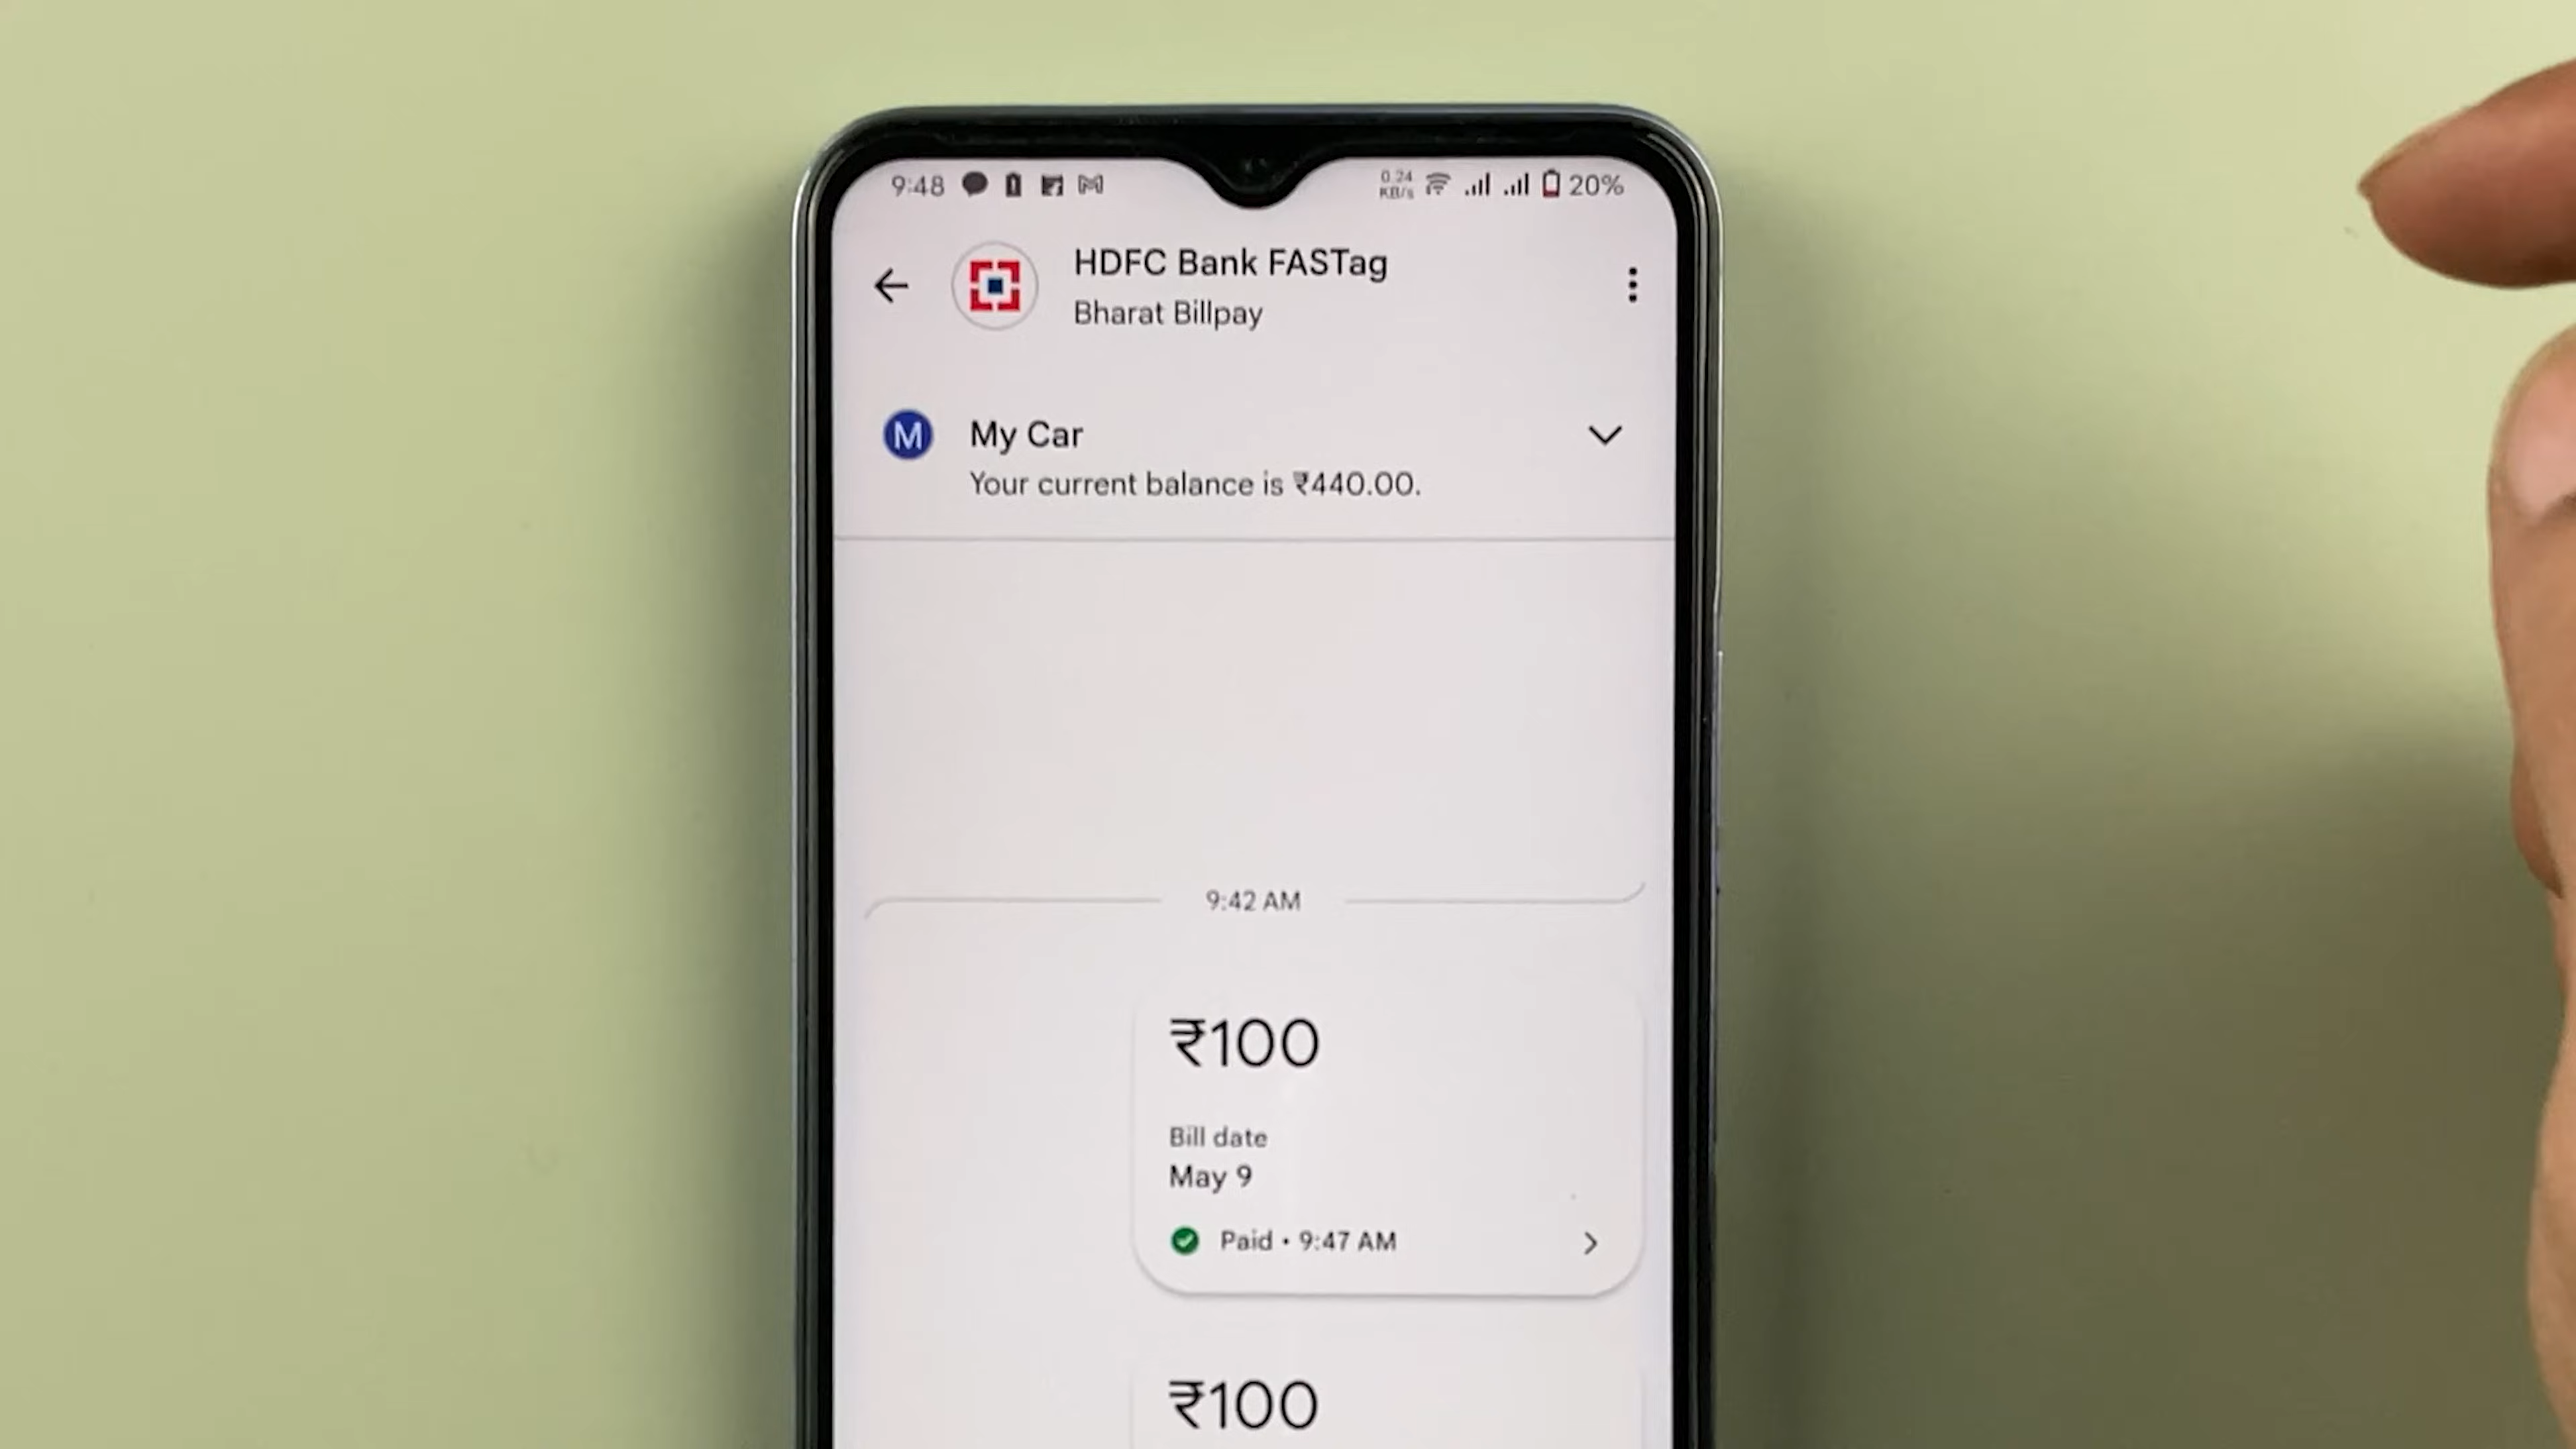 9:48 0.24 KB/s 20%
HDFC Bank FASTag
Bharat Billpay
M My Car
Your current balance is ₹440.00.
9:42 AM
₹100
Bill date
May 9
Paid • 9:47 AM
₹100